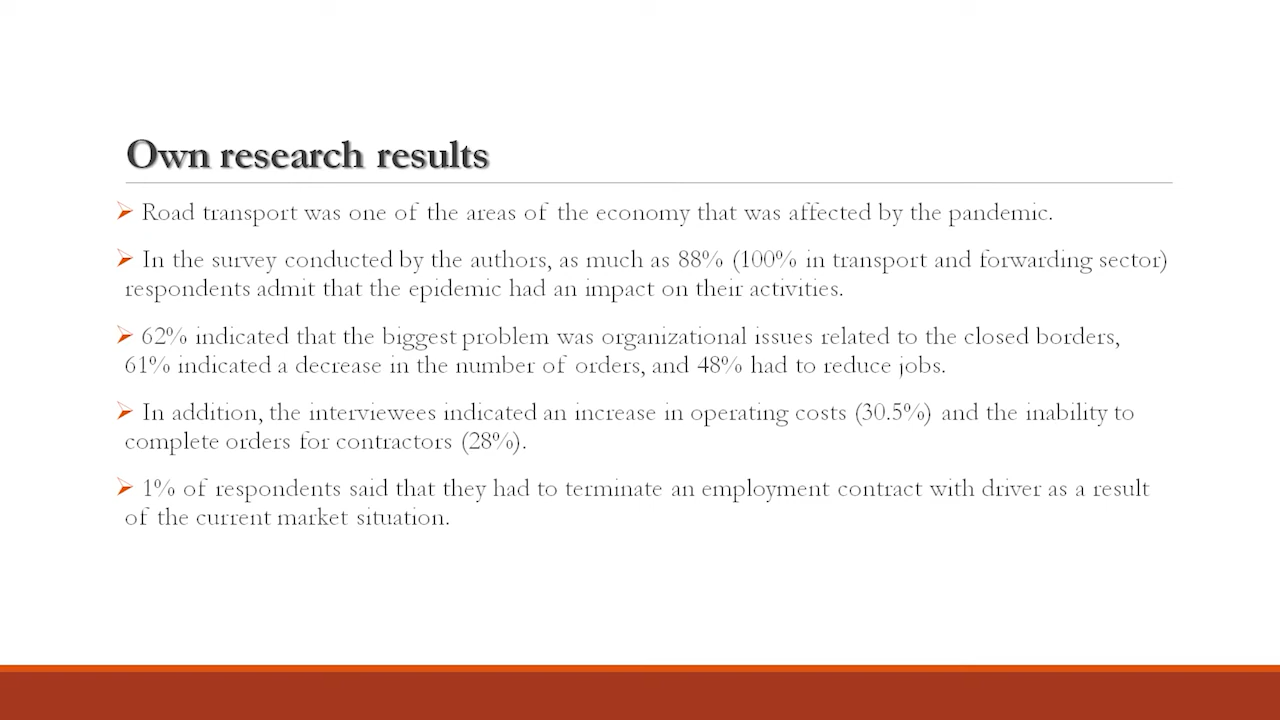 Own research results
Road transport was one of the areas of the economy that was affected by the pandemic.
In the survey conducted by the authors, as much as 88% (100% in transport and forwarding sector)
respondents admit that the epidemic had an impact on their activities.
62% indicated that the biggest problem was organizational issues related to the closed borders,
61% indicated a decrease in the number of orders, and 48% had to reduce jobs.
In addition, the interviewees indicated an increase in operating costs (30.5%) and the inability to
complete orders for contractors (28%).
1% of respondents said that they had to terminate an employment contract with driver as a result
of the current market situation.